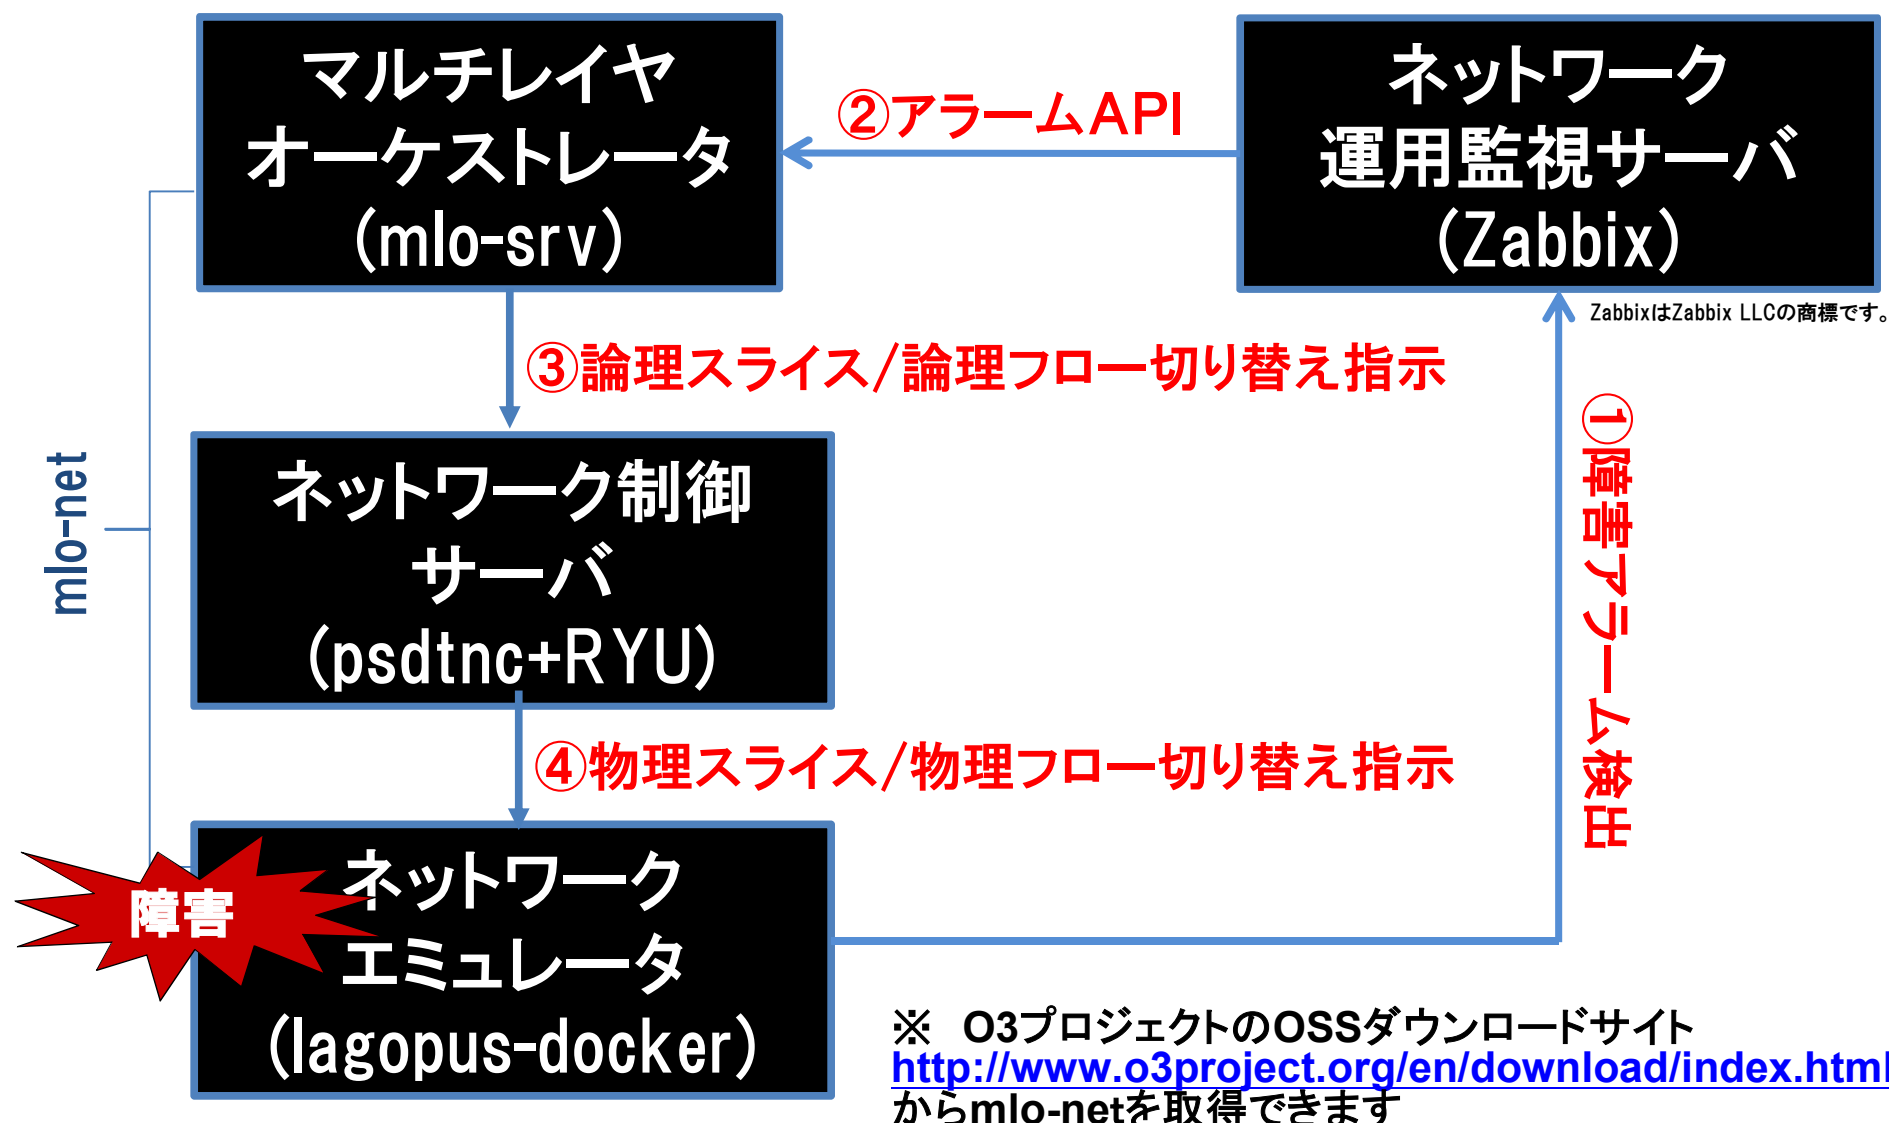 マルチレイヤ
オーケストレータ
(mlo-srv)
②アラームAPI
ネットワーク
運用監視サーバ
(Zabbix)
ZabbixはZabbix LLCの商標です。
③論理スライス/論理フロー切り替え指示
①障害アラーム検出
mlo-net
ネットワーク制御
サーバ
(psdtnc+RYU)
④物理スライス/物理フロー切り替え指示
障害
ネットワーク
エミュレータ
(lagopus-docker)
※ O3プロジェクトのOSSダウンロードサイト
http://www.o3project.org/en/download/index.html
からmlo-netを取得できます